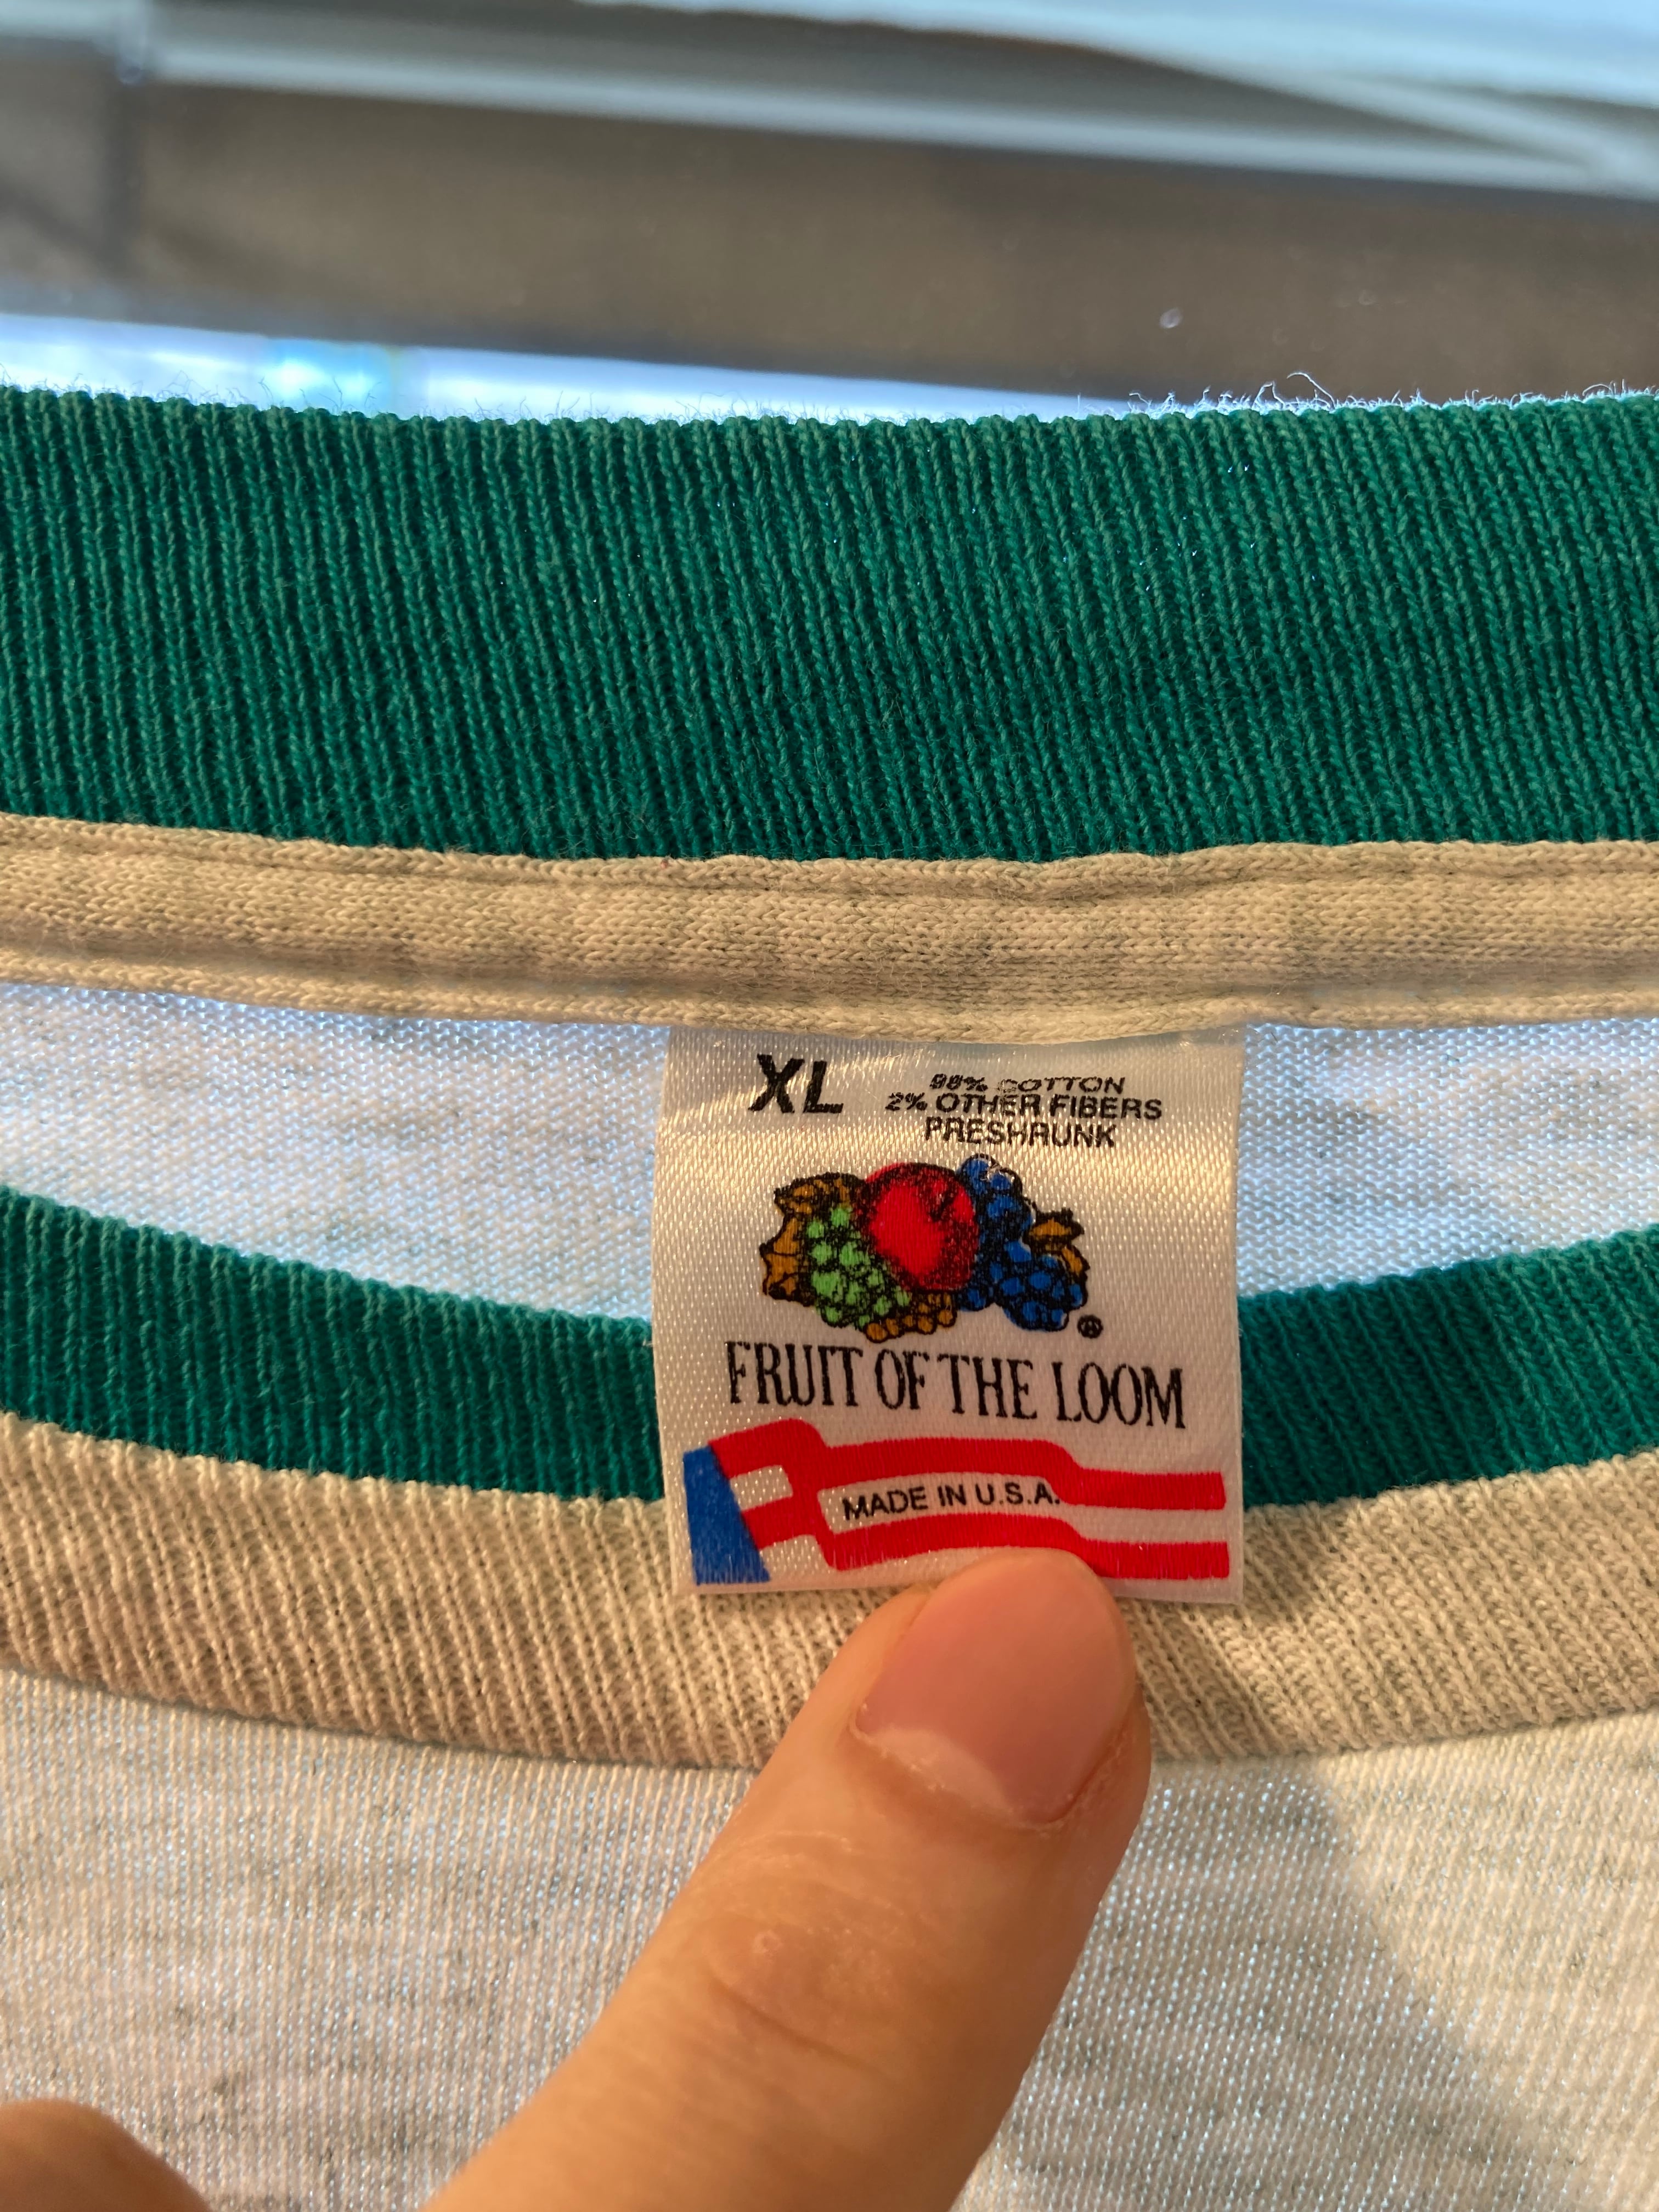 XL
98% COTTON
2% OTHER FIBERS
PRESHRUNK
®
FRUIT OF THE LOOM
MADE IN U.S.A.